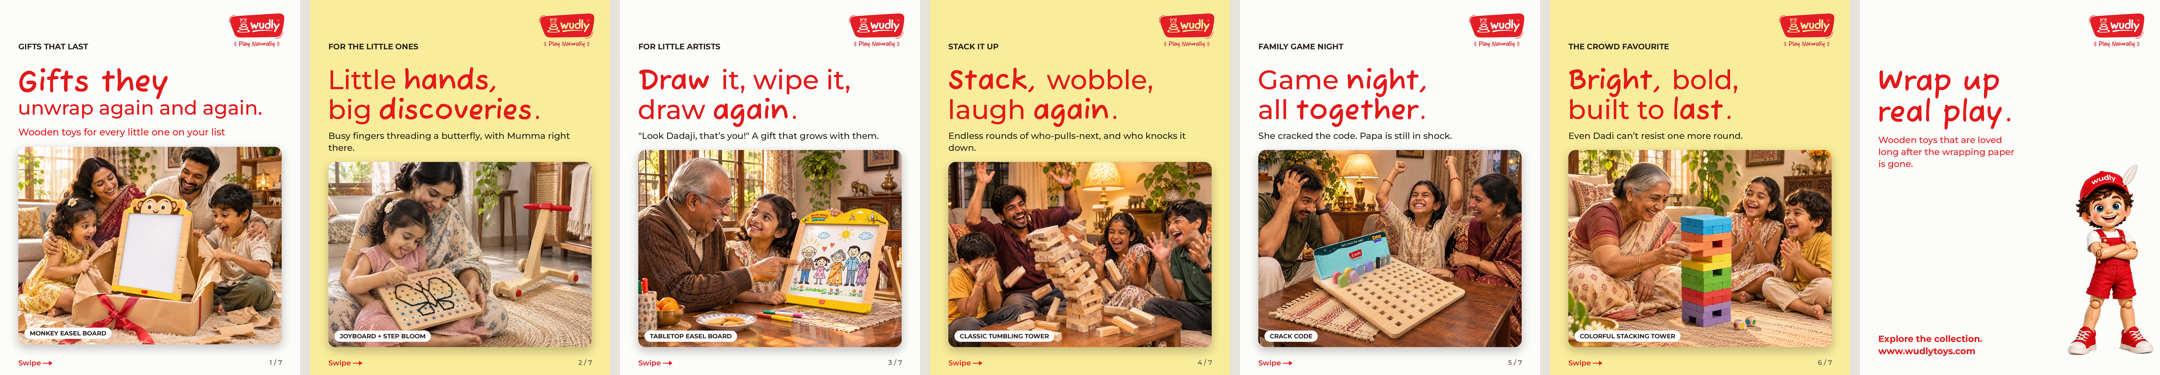 wudly
Play Naturally
GIFTS THAT LAST
Gifts they
unwrap again and again.
Wooden toys for every little one on your list
MONKEY EASEL BOARD
Swipe →
1 / 7
wudly
Play Naturally
FOR THE LITTLE ONES
Little hands,
big discoveries.
Busy fingers threading a butterfly, with Mumma right
there.
JOYBOARD + STEP BLOOM
Swipe →
2 / 7
wudly
Play Naturally
FOR LITTLE ARTISTS
Draw it, wipe it,
draw again.
"Look Dadaji, that's you!" A gift that grows with them.
TABLETOP EASEL BOARD
Swipe →
3 / 7
wudly
Play Naturally
STACK IT UP
Stack, wobble,
laugh again.
Endless rounds of who-pulls-next, and who knocks it
down.
CLASSIC TUMBLING TOWER
Swipe →
4 / 7
wudly
Play Naturally
FAMILY GAME NIGHT
Game night,
all together.
She cracked the code. Papa is still in shock.
CRACK CODE
Swipe →
5 / 7
wudly
Play Naturally
THE CROWD FAVOURITE
Bright, bold,
built to last.
Even Dadi can't resist one more round.
COLORFUL STACKING TOWER
Swipe →
6 / 7
wudly
Play Naturally
Wrap up
real play.
Wooden toys that are loved
long after the wrapping paper
is gone.
wudly
Explore the collection.
www.wudlytoys.com